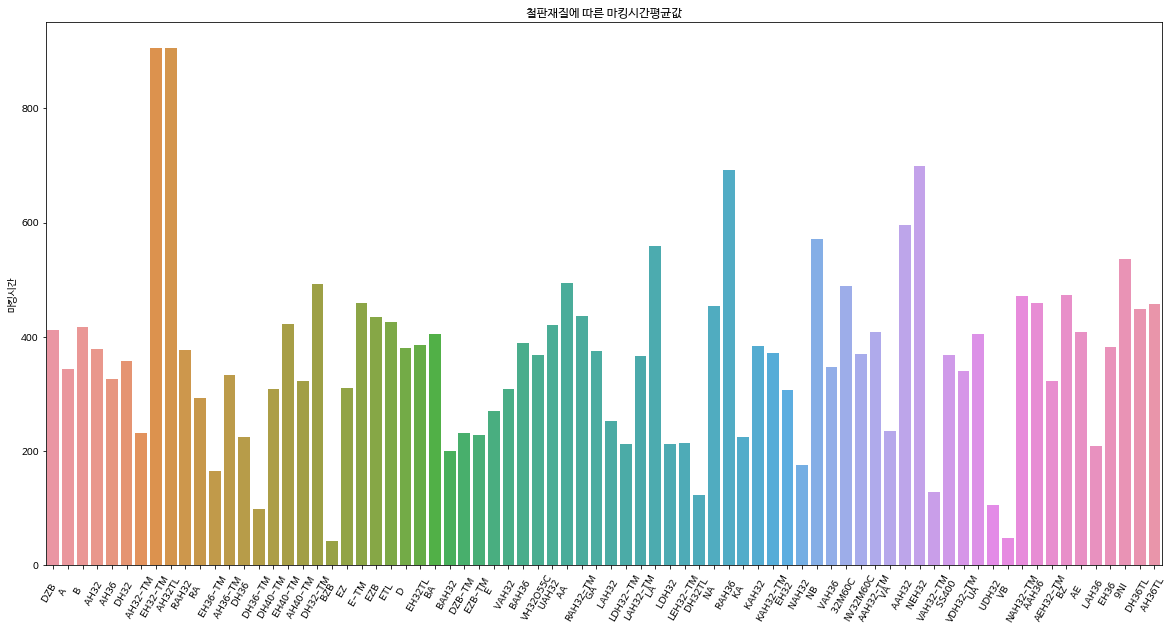 철판재질에 따른 마킹시간평균값
마킹시간
800
600
400
200
0
DZB
A
B
AH32
AH36
DH32
AH32-TM
EH32-TM
AH32TL
RAH32
RA
EH36-TM
AH36-TM
DH36
DH36-TM
DH40-TM
EH40-TM
AH40-TM
DH32-TM
BZB
EZ
E-TM
EZB
ETL
D
EH32TL
BA
BAH32
DZB-TM
EZB-TM
E
VAH32
BAH36
VH32O55C
UAH32
AA
RAH32-TM
GA
LAH32
LDH32-TM
LAH32-TM
LA
LDH32
LEH32-TM
DH32TL
NA
RAH36
KA
KAH32
KAH32-TM
EH32
NAH32
NB
VAH36
32M60C
NV32M60C
AAH32-TM
VA
AAH32
NEH32
VAH32-TM
SS400
VDH32-TM
UA
UDH32
VB
NAH32-TM
AAH36
AEH32-TM
BZ
AE
LAH36
EH36
9NI
DH36TL
AH36TL